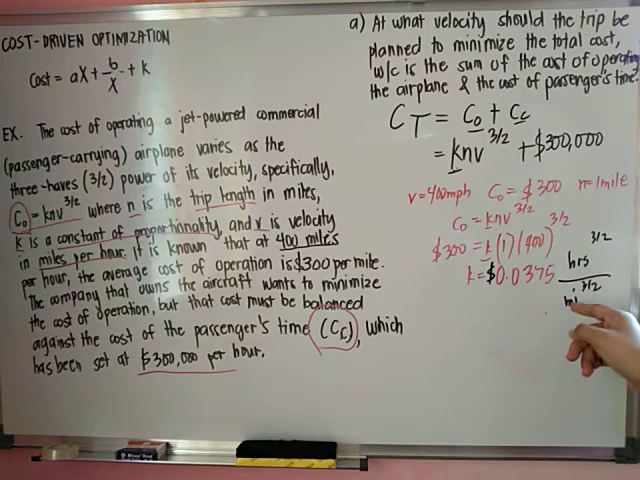 COST-DRIVEN OPTIMIZATION
Cost = ax + b/x + k
EX. The cost of operating a jet-powered commercial
(passenger-carrying) airplane varies as the
three-haves (3/2) power of its velocity, specifically,
Co = knv^3/2 where n is the trip length in miles,
k is a constant of proportionality, and v is velocity
in miles per hour. It is known that at 400 miles
per hour, the average cost of operation is $300 per mile.
The company that owns the aircraft wants to minimize
the cost of operation, but that cost must be balanced
against the cost of the passenger's time (Cc), which
has been set at $300,000 per hour.
a) At what velocity should the trip be
planned to minimize the total cost,
w/c is the sum of the cost of operating
the airplane & the cost of passenger's time?
CT = Co + Cc
= knv^3/2 + $300,000
v=400mph Co = $300 n=1mile
Co = knv^3/2
$300 = k(1)(400)^3/2
k = $0.0375 hrs^3/2 / mi^3/2